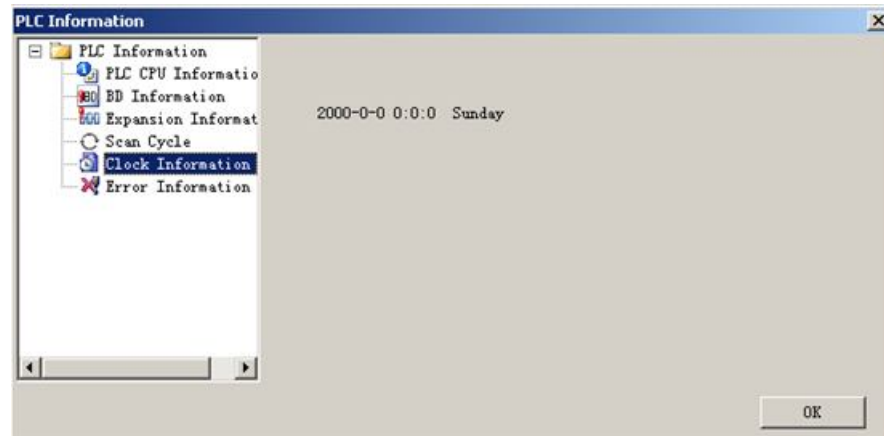 PLC Information
PLC Information
PLC CPU Informatio
BD Information
Expansion Informat
Scan Cycle
Clock Information
Error Information
2000-0-0 0:0:0 Sunday
OK